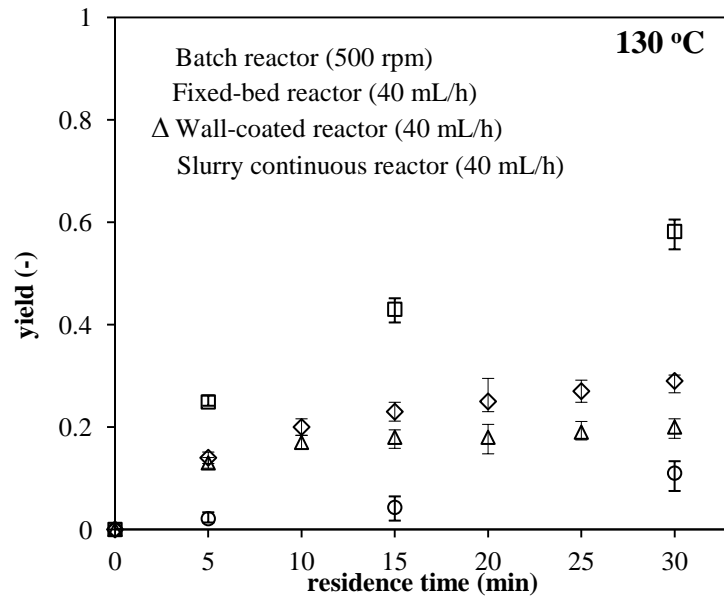 1
130 °C
Batch reactor (500 rpm)
Fixed-bed reactor (40 mL/h)
0.8
Δ Wall-coated reactor (40 mL/h)
Slurry continuous reactor (40 mL/h)
0.6
yield (-)
0.4
0.2
0
0 5 10 15 20 25 30
residence time (min)